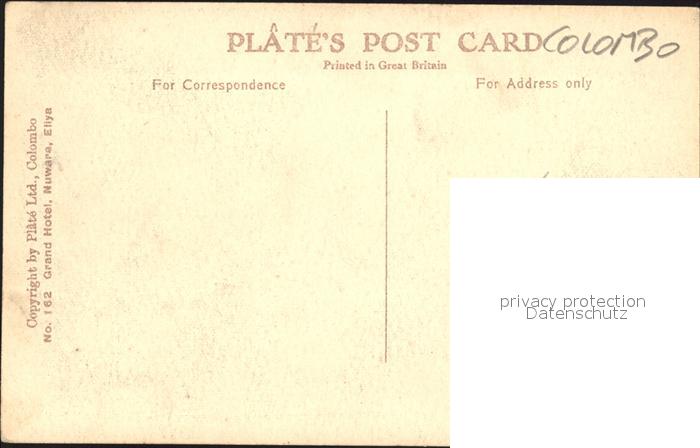 PLÂTÉ'S POST CARD COLOMBO
Printed in Great Britain
For Correspondence
For Address only
Copyright by Plâté Ltd., Colombo
No. 162 Grand Hotel, Nuwara, Eliya
privacy protection
Datenschutz